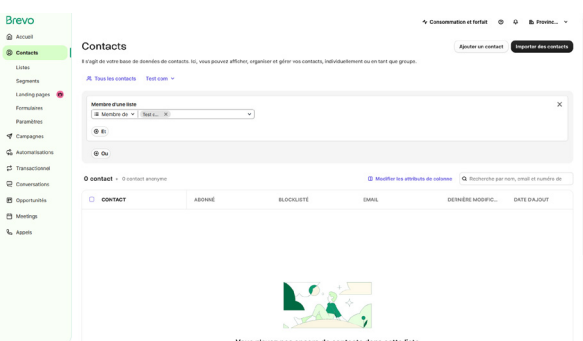 Brevo
Consommation et forfait
Provinc...
Accueil
Contacts
Listes
Segments
Landing pages
Formulaires
Paramètres
Campagnes
Automarisations
Transactionnel
Conversations
Opportunités
Meetings
Appels
Contacts
Ajouter un contact
Importer des contacts
Il s'agit de votre base de données de contacts. Ici, vous pouvez afficher, organiser et gérer vos contacts, individuellement ou en tant que groupe.
Tous les contacts Test com
Membre d'une liste
Membre de Test c...
Et
Ou
0 contact 0 contact anonyme
Modifier les attributs de colonne
Recherche par nom, email et numéro de
CONTACT ABONNÉ BLOCKLISTÉ EMAIL DERNIÈRE MODIFIC... DATE D'AJOUT